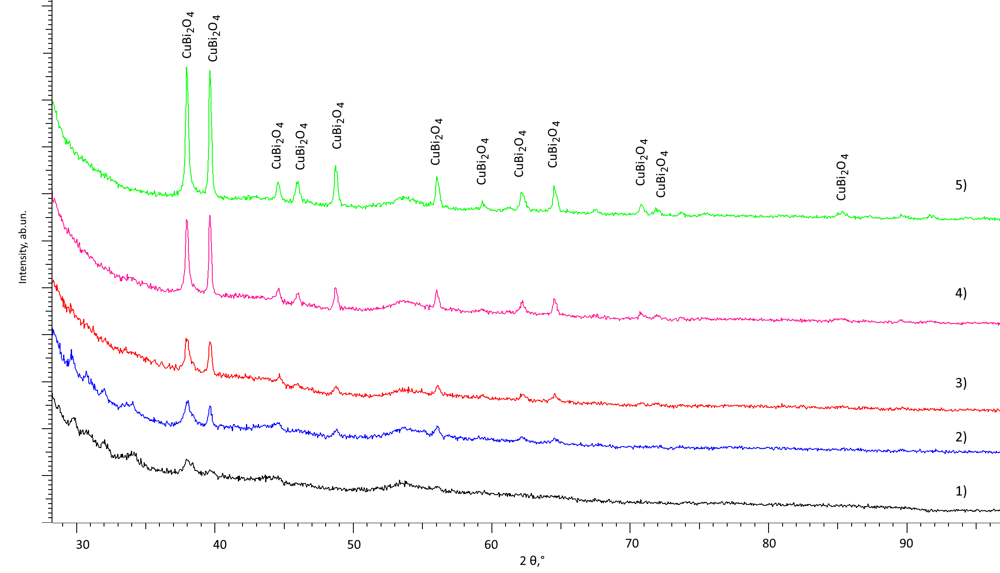 CuBi₂O₄
CuBi₂O₄
CuBi₂O₄
CuBi₂O₄
CuBi₂O₄
CuBi₂O₄
CuBi₂O₄
CuBi₂O₄
CuBi₂O₄
CuBi₂O₄
CuBi₂O₄
CuBi₂O₄
5)
4)
3)
2)
1)
Intensity, ab.un.
30 40 50 60 70 80 90
2 θ,°